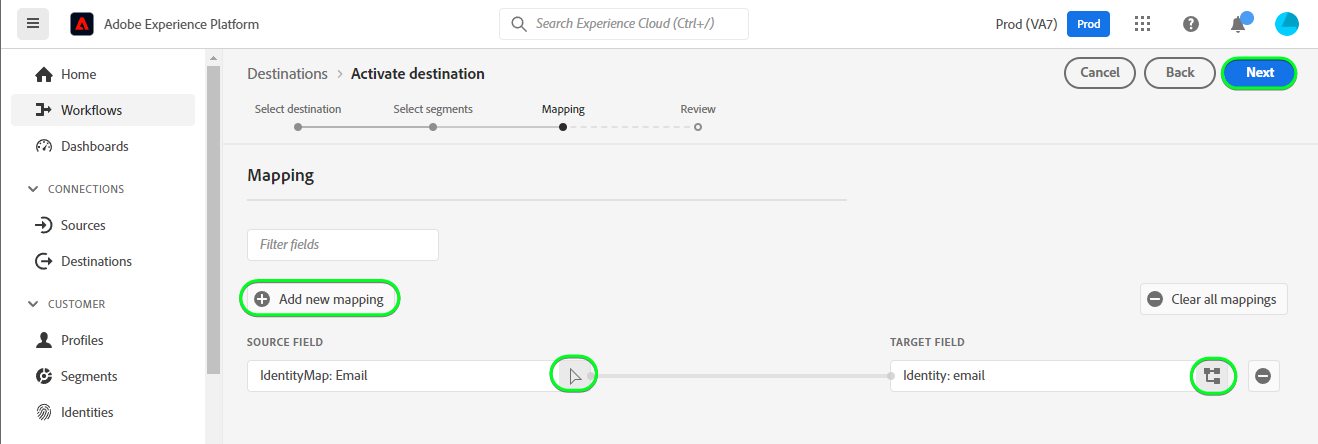 Adobe Experience Platform
Search Experience Cloud (Ctrl+/)
Prod (VA7)
Prod
Home
Workflows
Dashboards
CONNECTIONS
Sources
Destinations
CUSTOMER
Profiles
Segments
Identities
Destinations > Activate destination
Cancel
Back
Next
Select destination
Select segments
Mapping
Review
Mapping
Filter fields
Add new mapping
Clear all mappings
SOURCE FIELD
TARGET FIELD
IdentityMap: Email
Identity: email